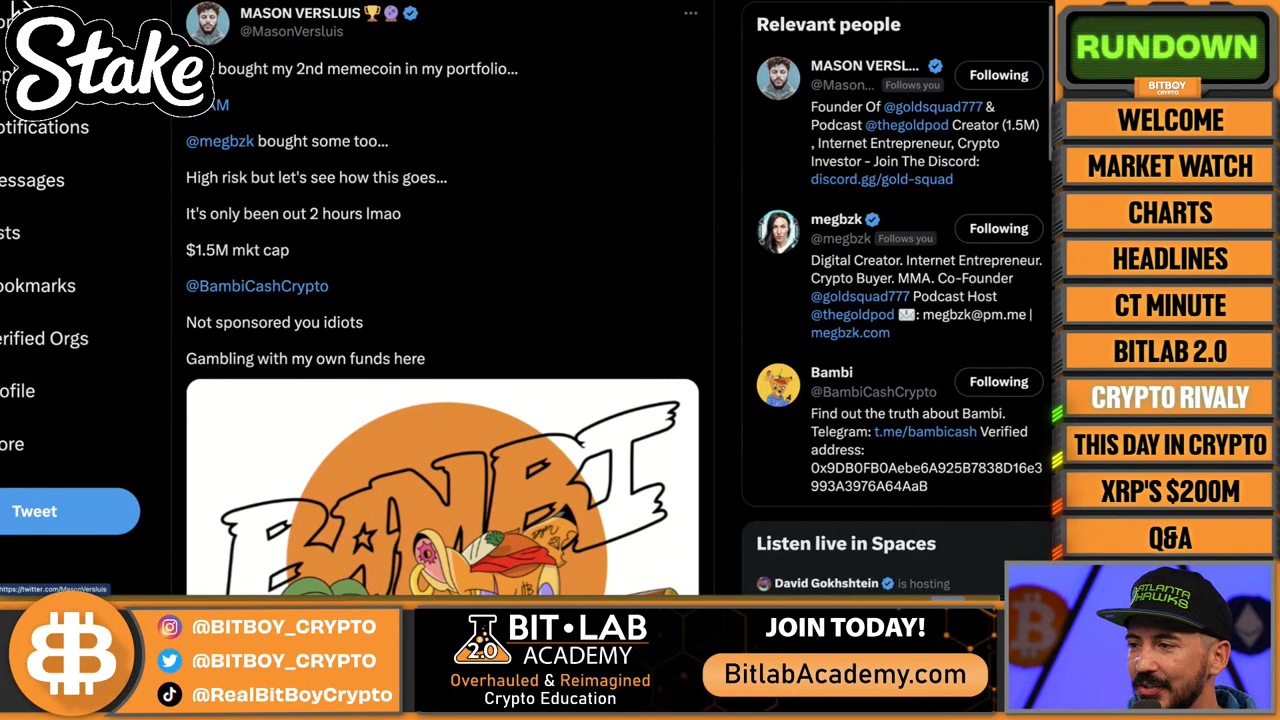 Stake
otifications
essages
sts
ookmarks
erified Orgs
ofile
ore
Tweet
https://twitter.com/MasonVersluis
MASON VERSLUIS
@MasonVersluis
bought my 2nd memecoin in my portfolio...
AM
@megbzk bought some too...
High risk but let's see how this goes...
It's only been out 2 hours lmao
$1.5M mkt cap
@BambiCashCrypto
Not sponsored you idiots
Gambling with my own funds here
BAMBI
Relevant people
MASON VERSL...
@Mason... Follows you
Following
Founder Of @goldsquad777 &
Podcast @thegoldpod Creator (1.5M)
, Internet Entrepreneur, Crypto
Investor - Join The Discord:
discord.gg/gold-squad
megbzk
@megbzk Follows you
Following
Digital Creator. Internet Entrepreneur.
Crypto Buyer. MMA. Co-Founder
@goldsquad777 Podcast Host
@thegoldpod ✉️: megbzk@pm.me |
megbzk.com
Bambi
@BambiCashCrypto
Following
Find out the truth about Bambi.
Telegram: t.me/bambicash Verified
address:
0x9DB0FB0Aebe6A925B7838D16e3
993A3976A64AaB
Listen live in Spaces
David Gokhshtein is hosting
RUNDOWN
BITBOY
CRYPTO
WELCOME
MARKET WATCH
CHARTS
HEADLINES
CT MINUTE
BITLAB 2.0
CRYPTO RIVALY
THIS DAY IN CRYPTO
XRP'S $200M
Q&A
ATLANTA
HAWKS
@BITBOY_CRYPTO
@BITBOY_CRYPTO
@RealBitBoyCrypto
2.0
BIT•LAB
ACADEMY
Overhauled & Reimagined
Crypto Education
JOIN TODAY!
BitlabAcademy.com